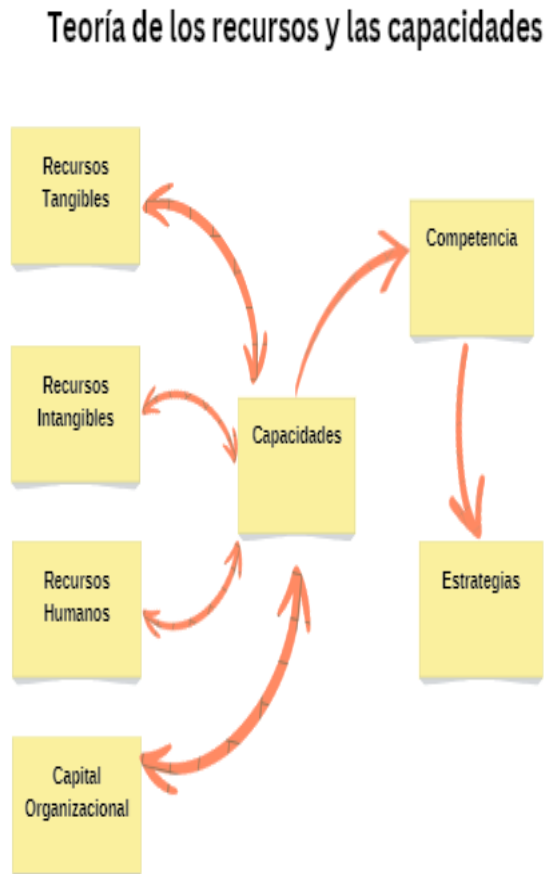 Teoría de los recursos y las capacidades
Recursos
Tangibles
Recursos
Intangibles
Recursos
Humanos
Capital
Organizacional
Capacidades
Competencia
Estrategias